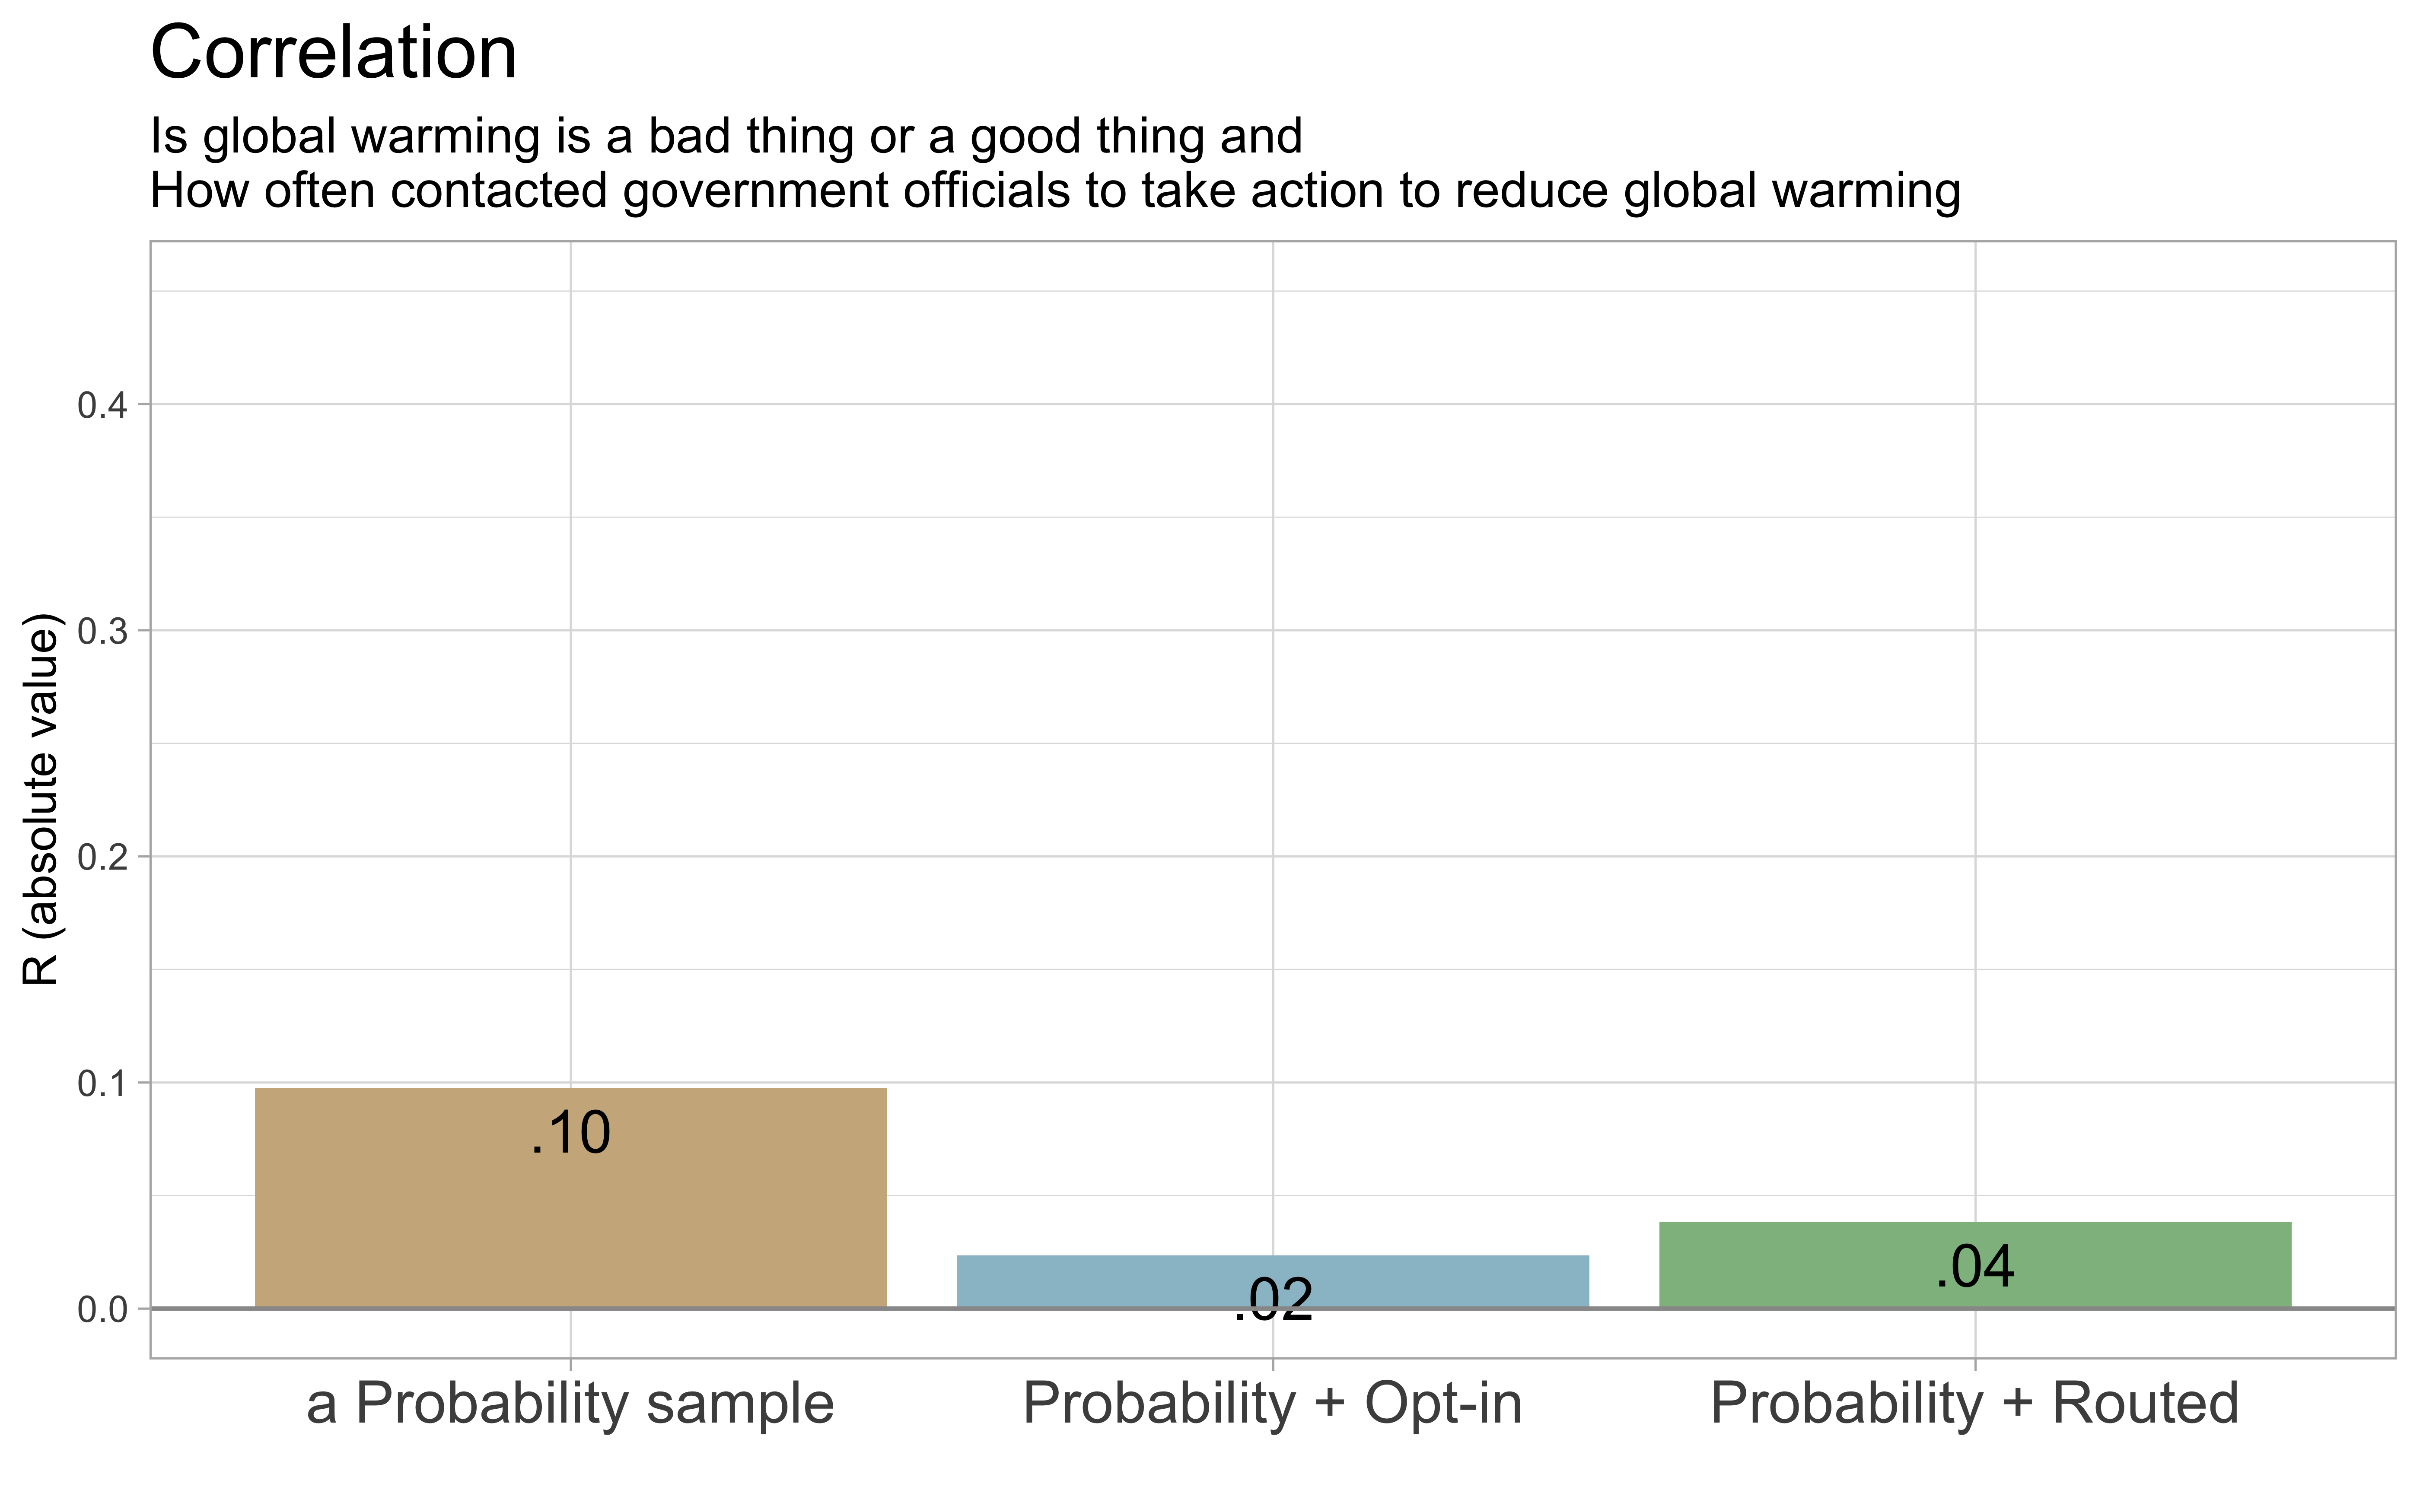 Correlation
Is global warming is a bad thing or a good thing and
How often contacted government officials to take action to reduce global warming
R (absolute value)
0.4
0.3
0.2
0.1
0.0
.10
.02
.04
a Probability sample
Probability + Opt-in
Probability + Routed